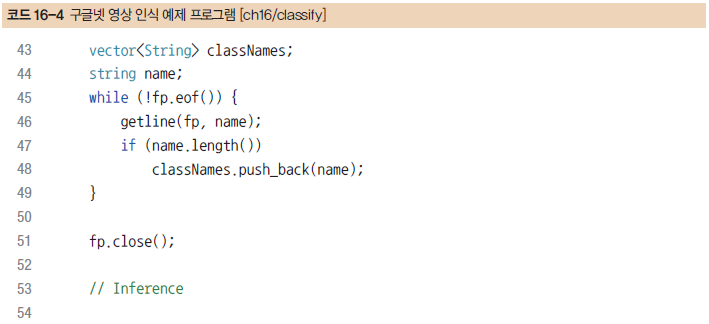 코드 16-4 구글넷 영상 인식 예제 프로그램 [ch16/classify]
43 vector<String> classNames;
44 string name;
45 while (!fp.eof()) {
46 getline(fp, name);
47 if (name.length())
48 classNames.push_back(name);
49 }
50
51 fp.close();
52
53 // Inference
54